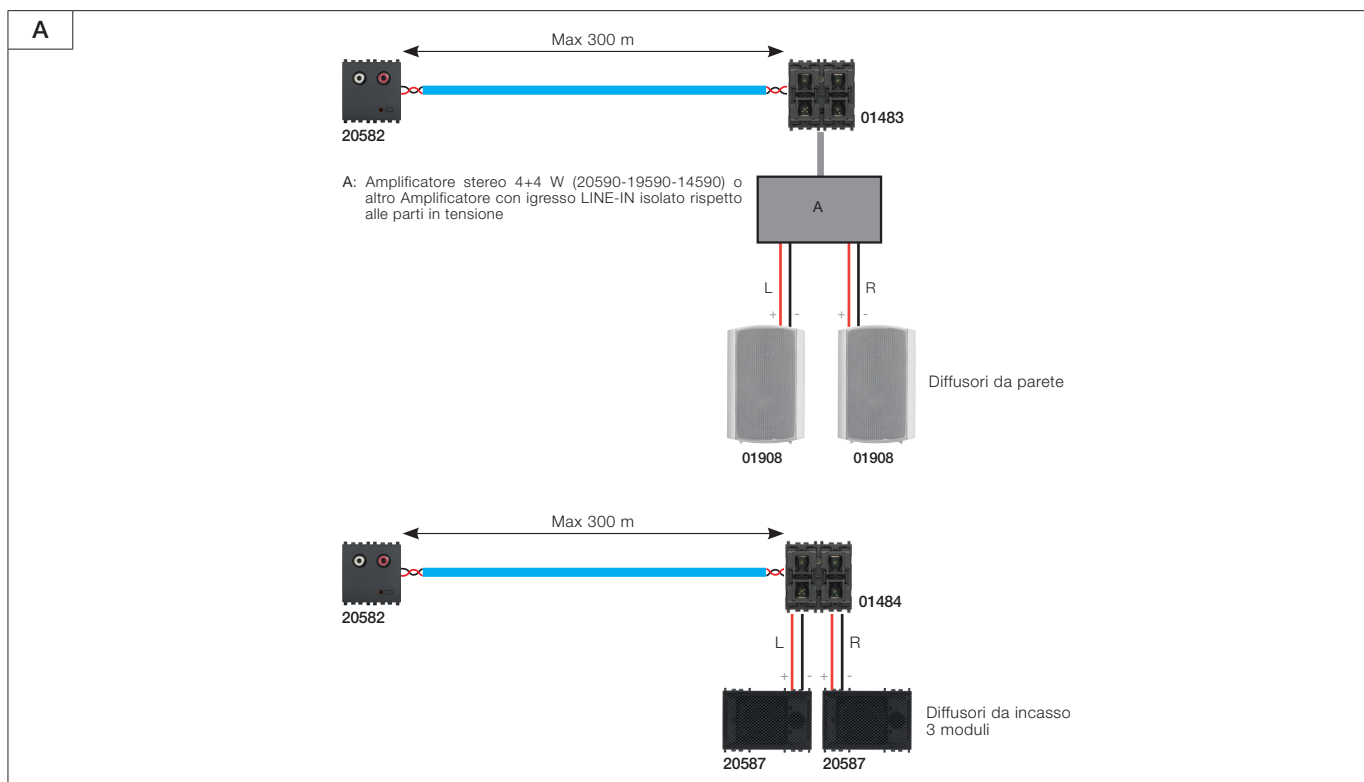 A
Max 300 m
20582
01483
A: Amplificatore stereo 4+4 W (20590-19590-14590) o
altro Amplificatore con igresso LINE-IN isolato rispetto
alle parti in tensione
A
L
R
+
-
+
-
Diffusori da parete
01908
01908
Max 300 m
20582
01484
L
R
+
-
+
-
Diffusori da incasso
3 moduli
20587
20587